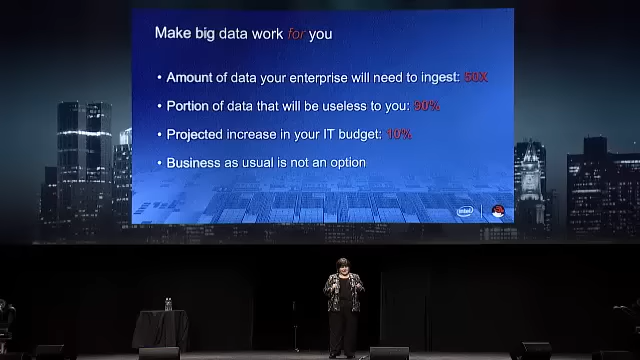 Make big data work for you
• Amount of data your enterprise will need to ingest: 50X
• Portion of data that will be useless to you: 90%
• Projected increase in your IT budget: 10%
• Business as usual is not an option
intel